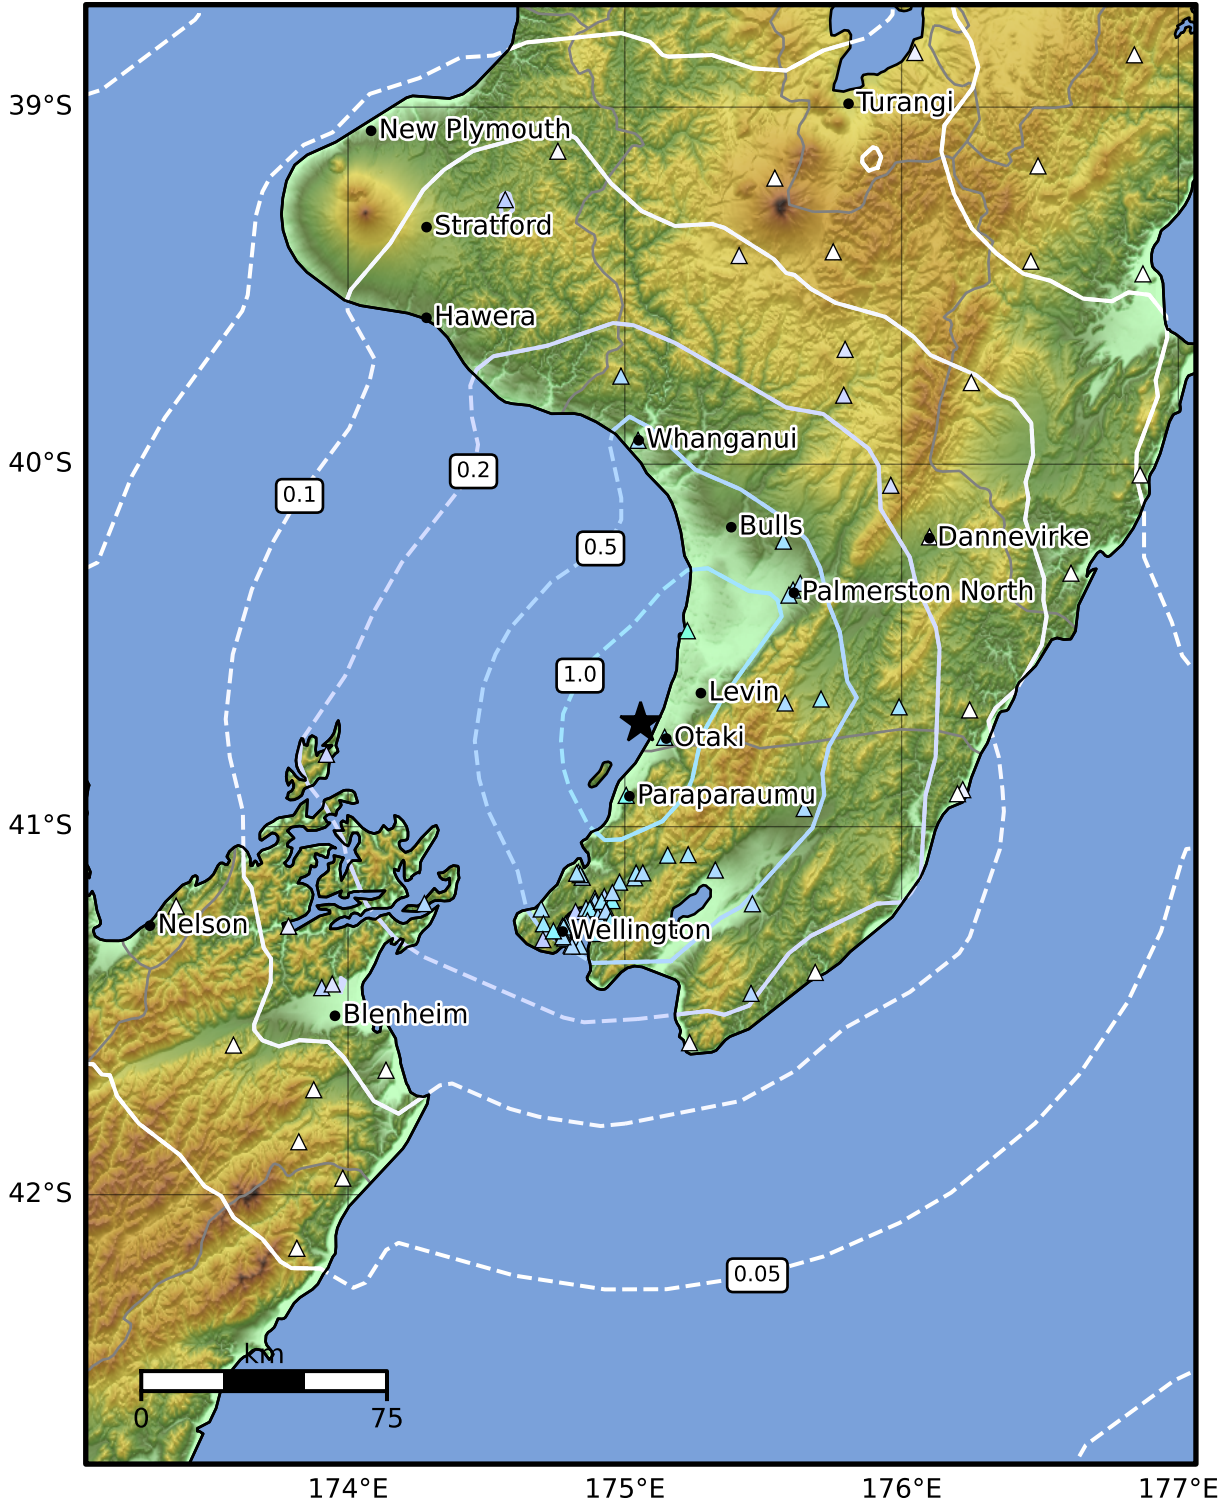 39°S
Turangi
New Plymouth
Stratford
Hawera
Whanganui
40°S
0.2
0.1
Bulls
Dannevirke
0.5
Palmerston North
1.0
Levin
Otaki
Paraparaumu
41°S
Nelson
Wellington
Blenheim
42°S
0.05
km
0
75
174°E
175°E
176°E
177°E